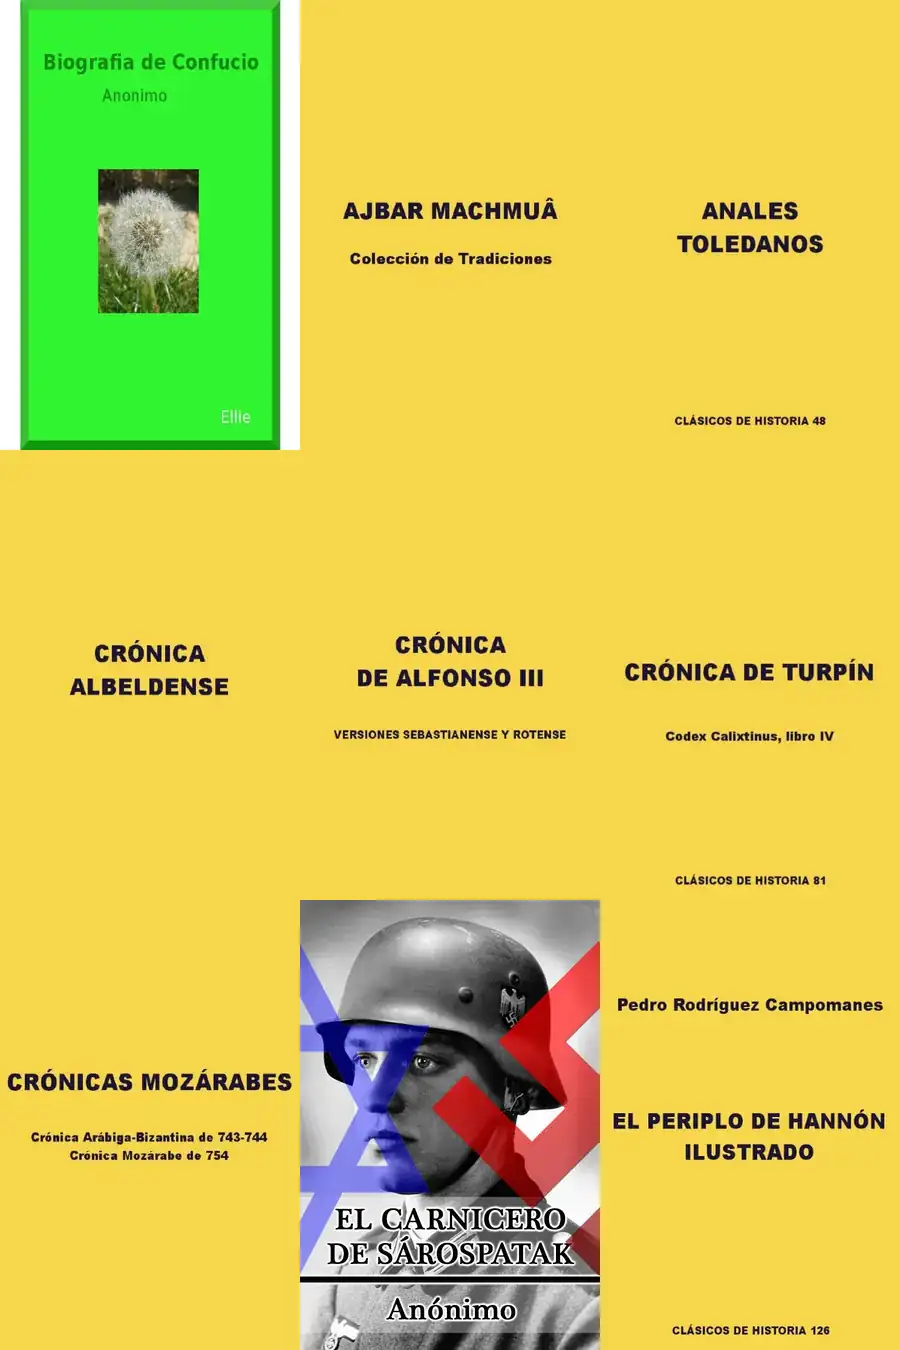 Biografia de Confucio
Anonimo
Ellie
AJBAR MACHMUÂ
Colección de Tradiciones
ANALES
TOLEDANOS
CLÁSICOS DE HISTORIA 48
CRÓNICA
ALBELDENSE
CRÓNICA
DE ALFONSO III
VERSIONES SEBASTIANENSE Y ROTENSE
CRÓNICA DE TURPÍN
Codex Calixtinus, libro IV
CLÁSICOS DE HISTORIA 81
CRÓNICAS MOZÁRABES
Crónica Arábiga-Bizantina de 743-744
Crónica Mozárabe de 754
EL CARNICERO
DE SÁROSPATAK
Anónimo
Pedro Rodríguez Campomanes
EL PERIPLO DE HANNÓN
ILUSTRADO
CLÁSICOS DE HISTORIA 126